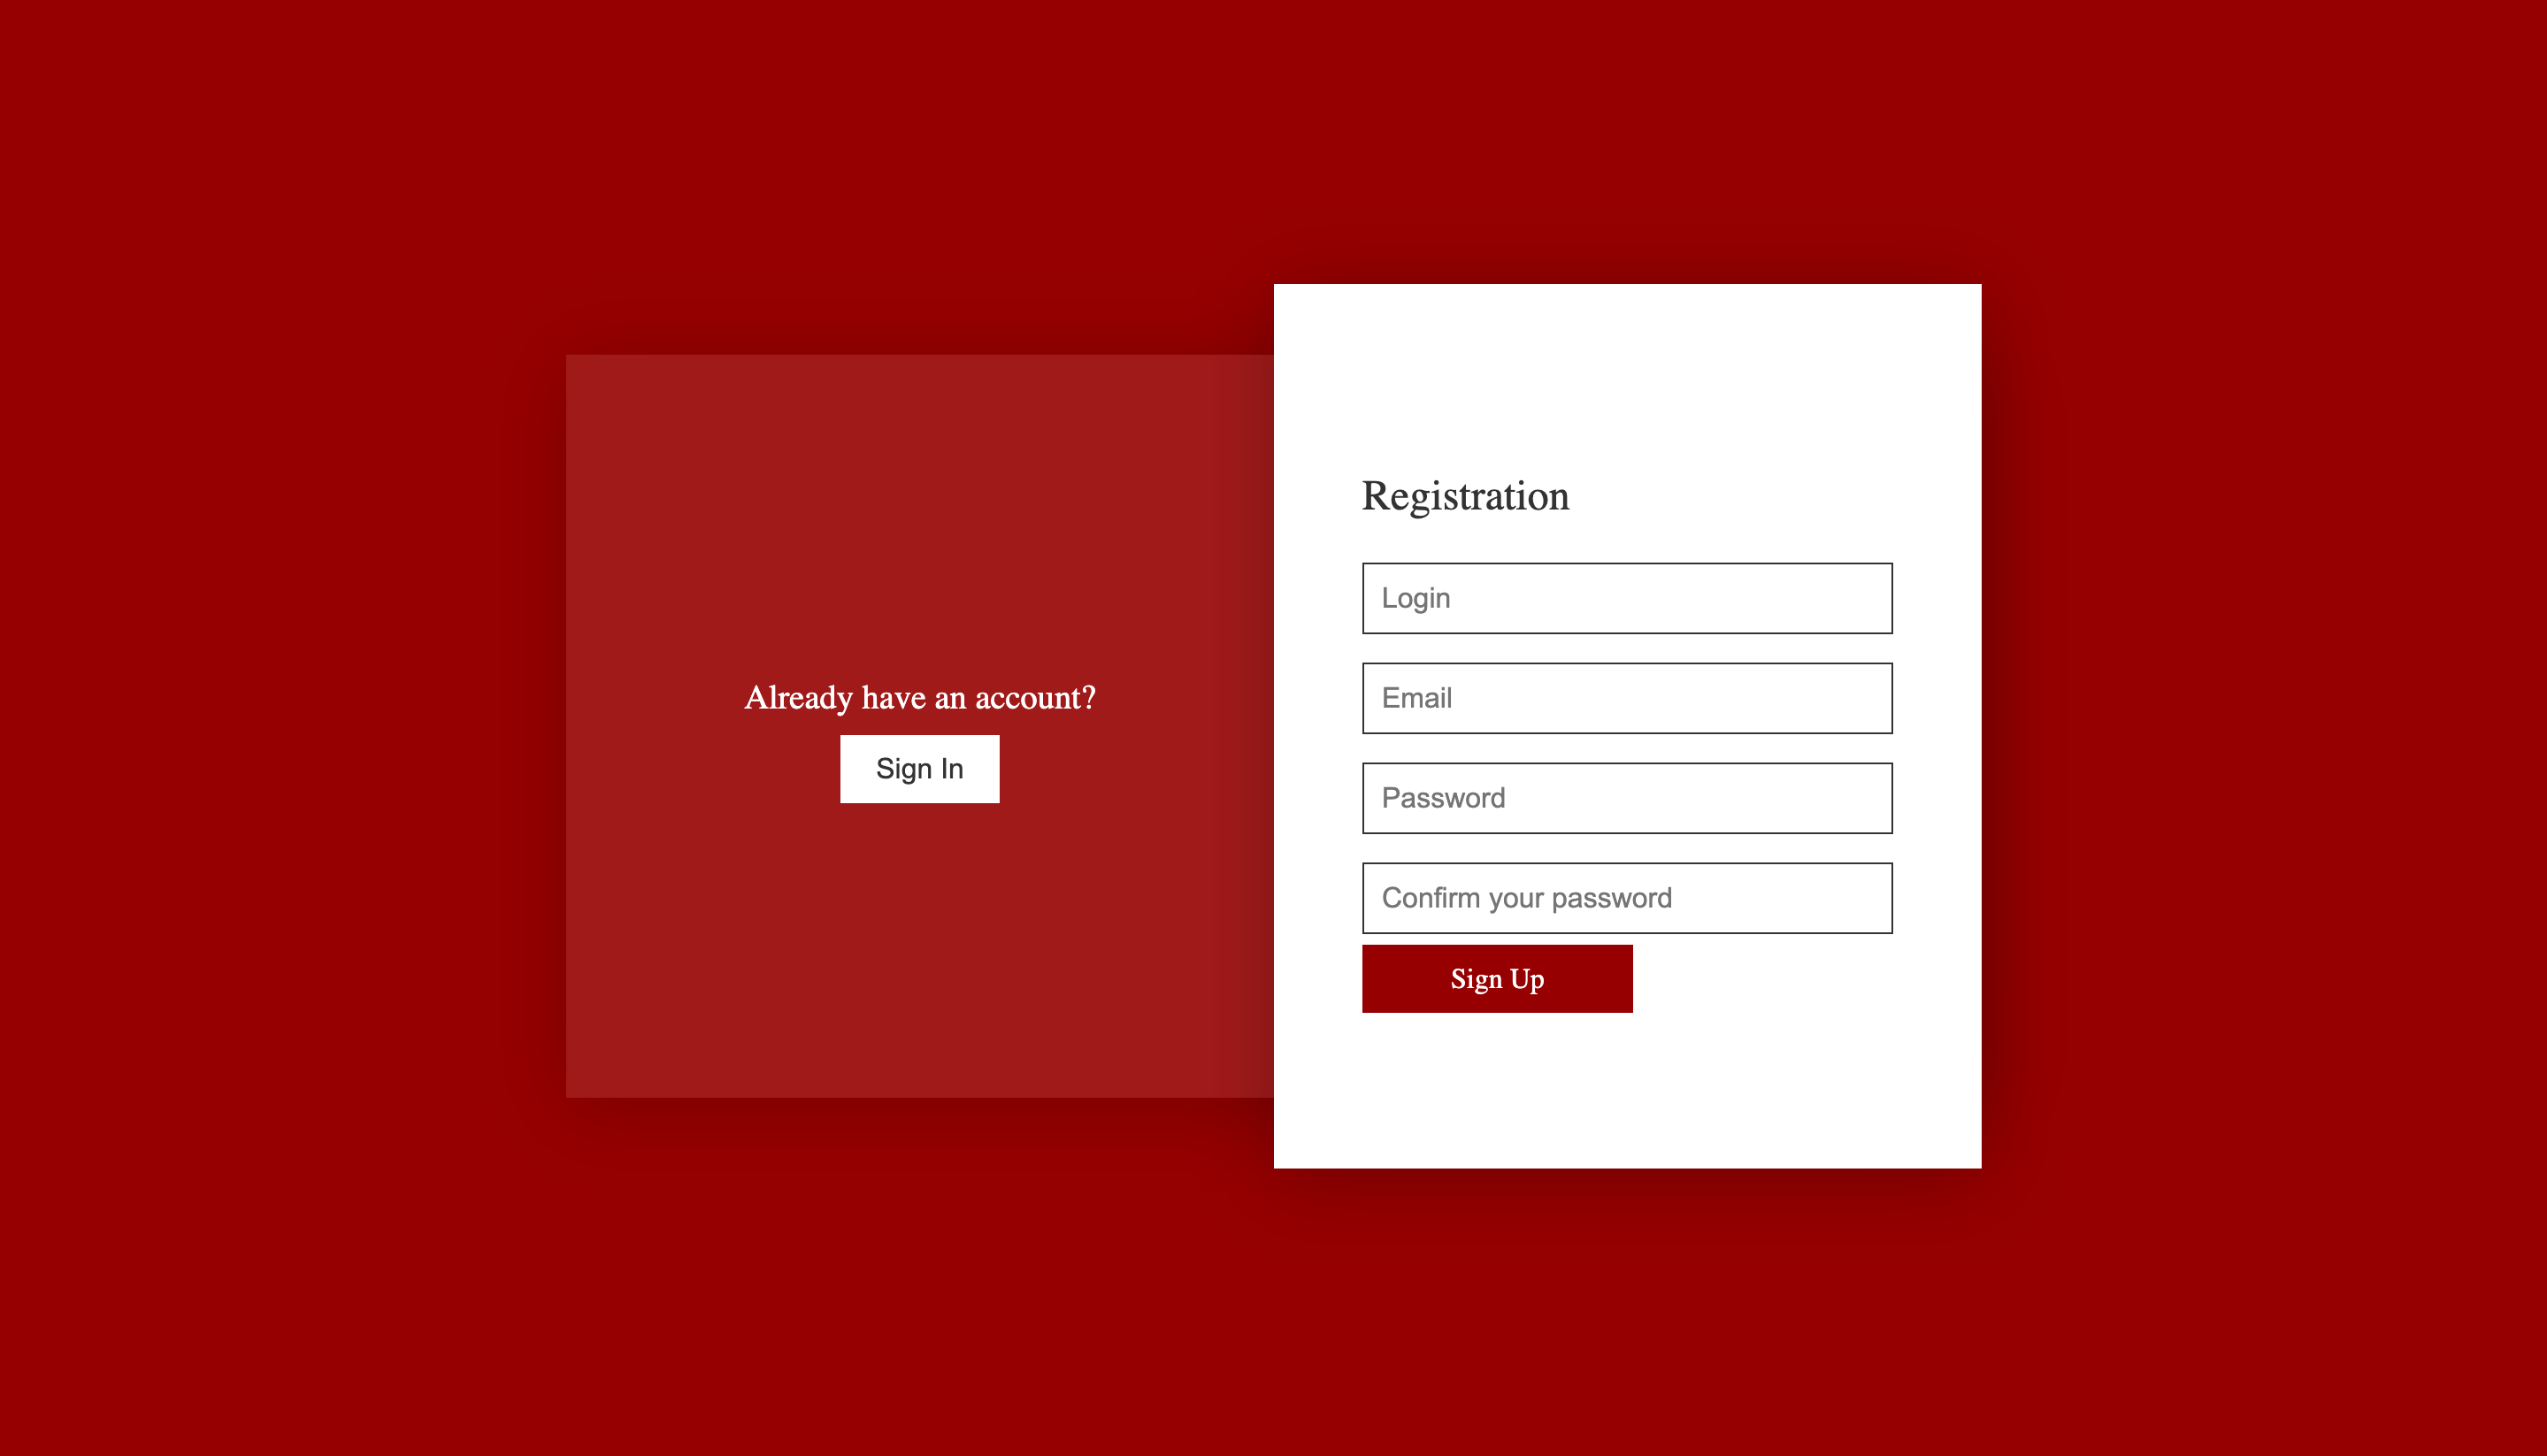 Already have an account?
Sign In
Registration
Login
Email
Password
Confirm your password
Sign Up